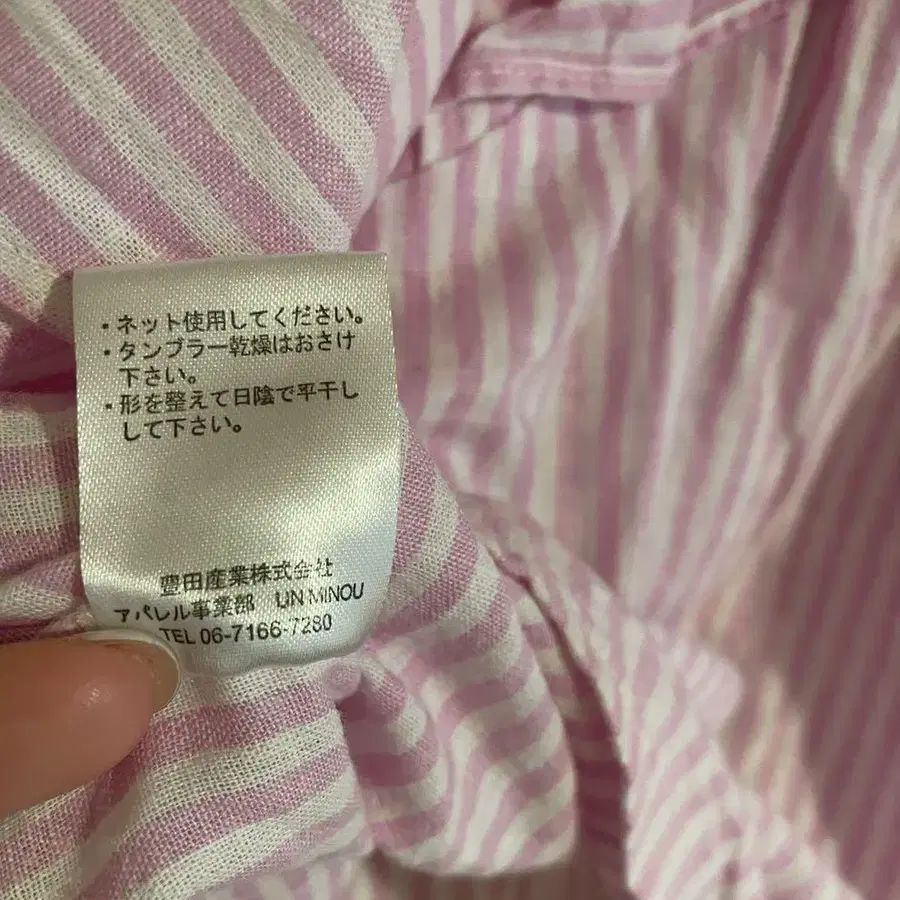 ・ネット使用してください。
・タンブラー乾燥はおさけ
下さい。
・形を整えて日陰で平干し
して下さい。
豊田産業株式会社
アパレル事業部 UN MINOU
TEL 06-7166-7280